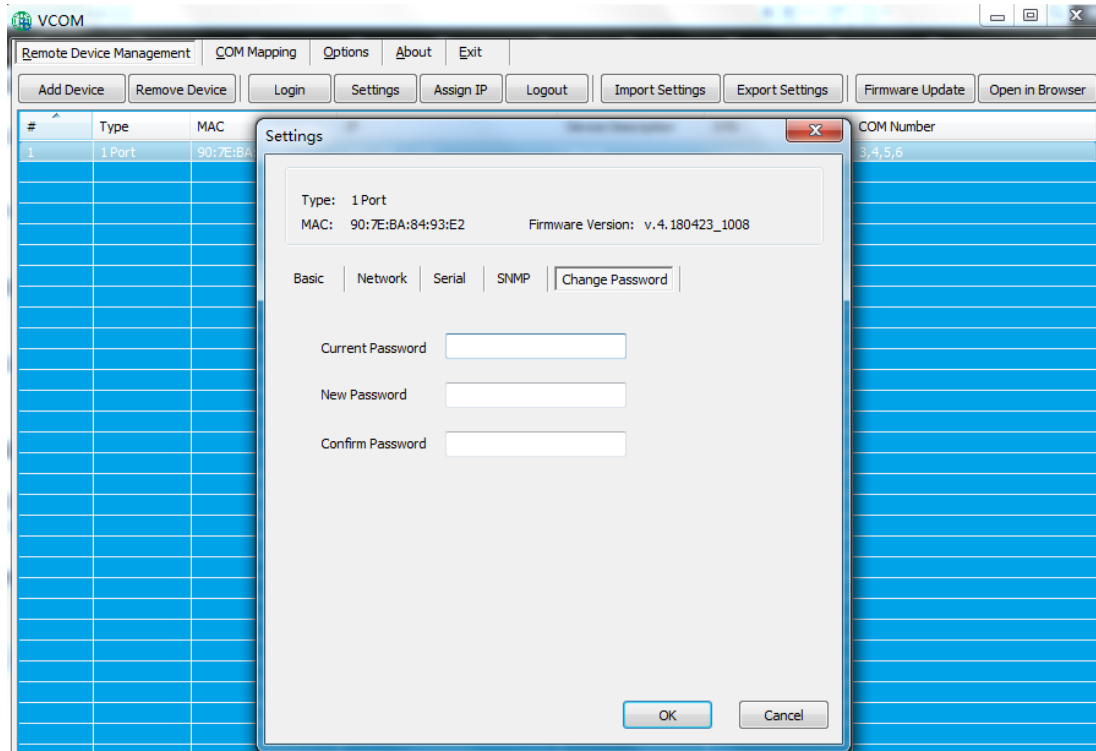 VCOM
Remote Device Management COM Mapping Options About Exit
Add Device Remove Device Login Settings Assign IP Logout Import Settings Export Settings Firmware Update Open in Browser
# Type MAC COM Number
1 1 Port 90:7E:BA 3,4,5,6
Settings
Type: 1 Port
MAC: 90:7E:BA:84:93:E2 Firmware Version: v.4.180423_1008
Basic Network Serial SNMP Change Password
Current Password
New Password
Confirm Password
OK Cancel